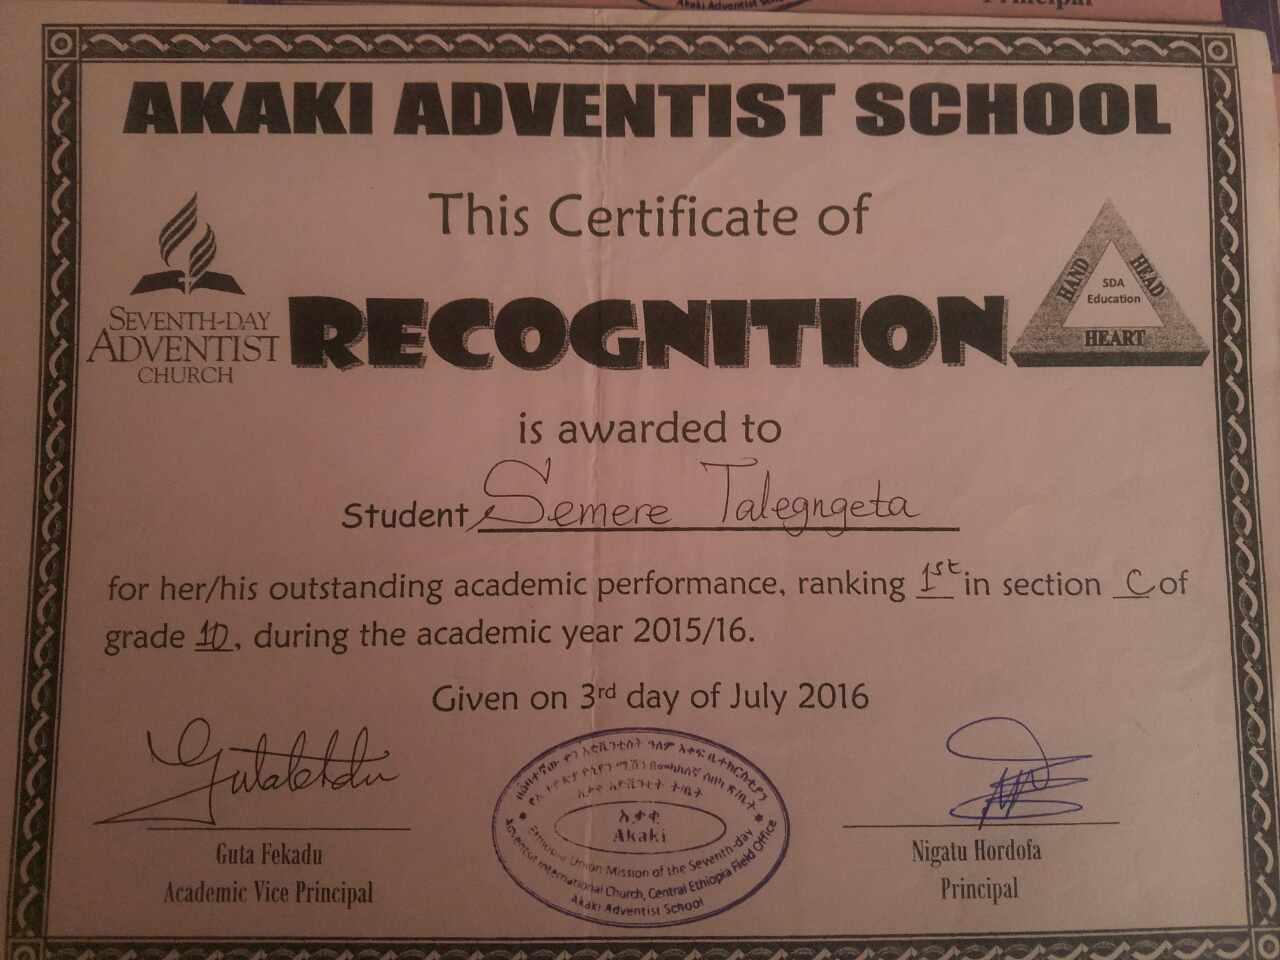 Akaki Adventist
Principal
AKAKI ADVENTIST SCHOOL
This Certificate of
SEVENTH-DAY
ADVENTIST
CHURCH
RECOGNITION
HAND
HEAD
SDA
Education
HEART
is awarded to
Student Semere Talegngeta
for her/his outstanding academic performance, ranking 1st in section C of
grade 10, during the academic year 2015/16.
Given on 3rd day of July 2016
Guta Fekadu
Academic Vice Principal
አቃቂ
Akaki
Union Mission of the Seventh-day
Adventist International Church, Central Ethiopia Field Office
Akaki Adventist School
Nigatu Hordofa
Principal